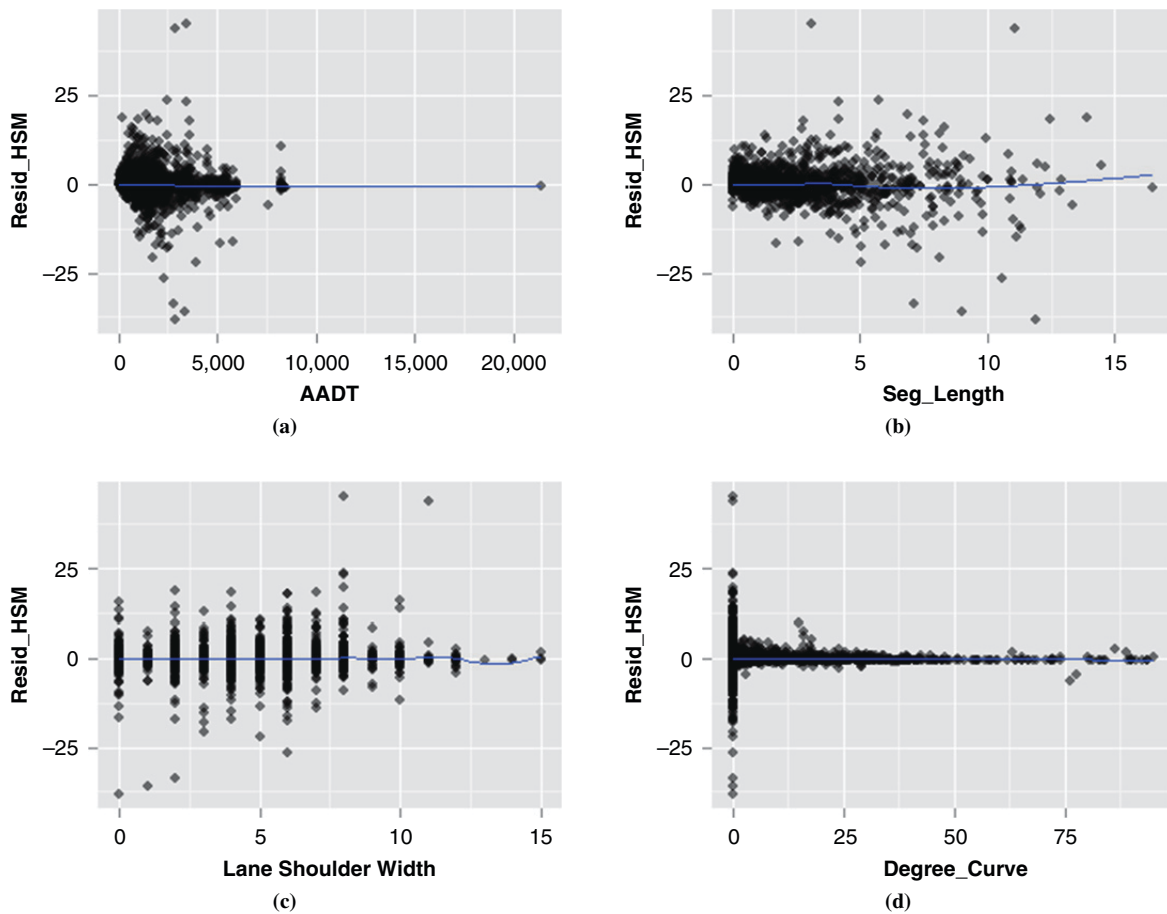 25
0
−25
Resid_HSM
0 5,000 10,000 15,000 20,000
AADT
(a)
25
0
−25
Resid_HSM
0 5 10 15
Seg_Length
(b)
25
0
−25
Resid_HSM
0 5 10 15
Lane Shoulder Width
(c)
25
0
−25
Resid_HSM
0 25 50 75
Degree_Curve
(d)